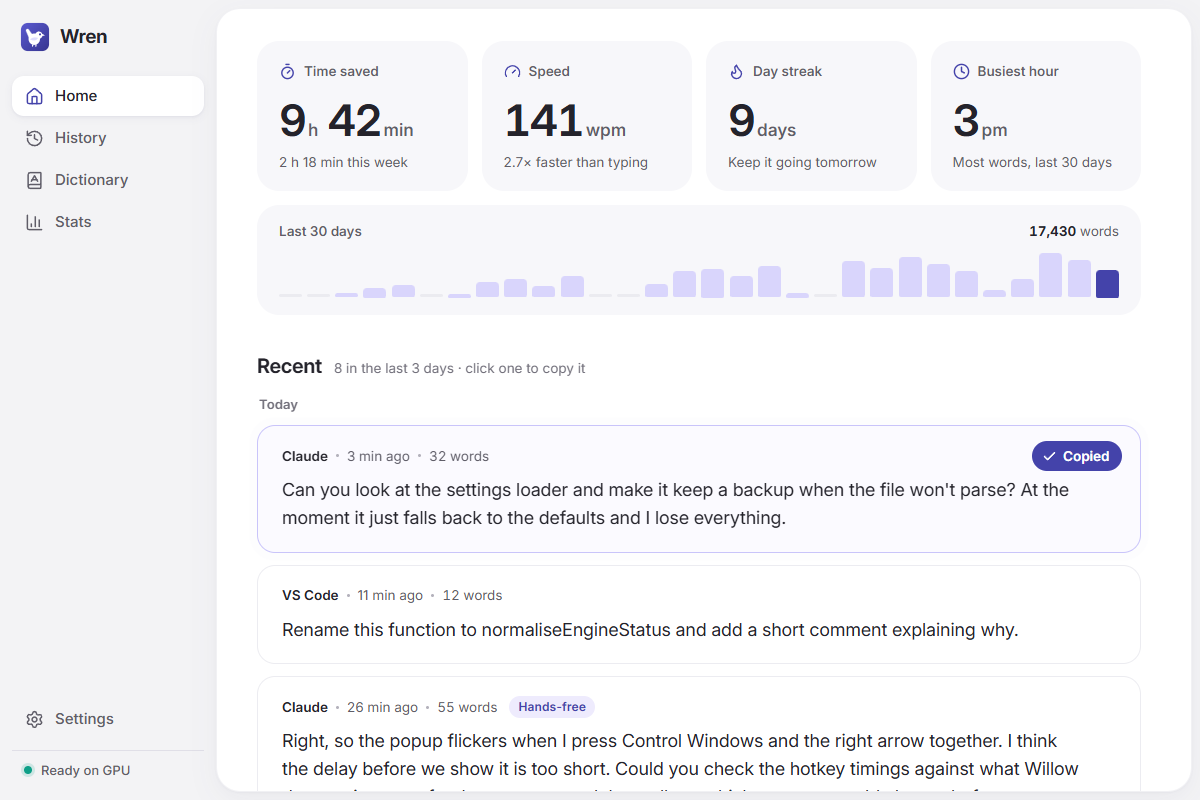 Wren
Home
History
Dictionary
Stats
Settings
Ready on GPU
Time saved
9h 42min
2 h 18 min this week
Speed
141wpm
2.7× faster than typing
Day streak
9days
Keep it going tomorrow
Busiest hour
3pm
Most words, last 30 days
Last 30 days
17,430 words
Recent 8 in the last 3 days · click one to copy it
Today
Claude • 3 min ago • 32 words
Copied
Can you look at the settings loader and make it keep a backup when the file won't parse? At the
moment it just falls back to the defaults and I lose everything.
VS Code • 11 min ago • 12 words
Rename this function to normaliseEngineStatus and add a short comment explaining why.
Claude • 26 min ago • 55 words Hands-free
Right, so the popup flickers when I press Control Windows and the right arrow together. I think
the delay before we show it is too short. Could you check the hotkey timings against what Willow